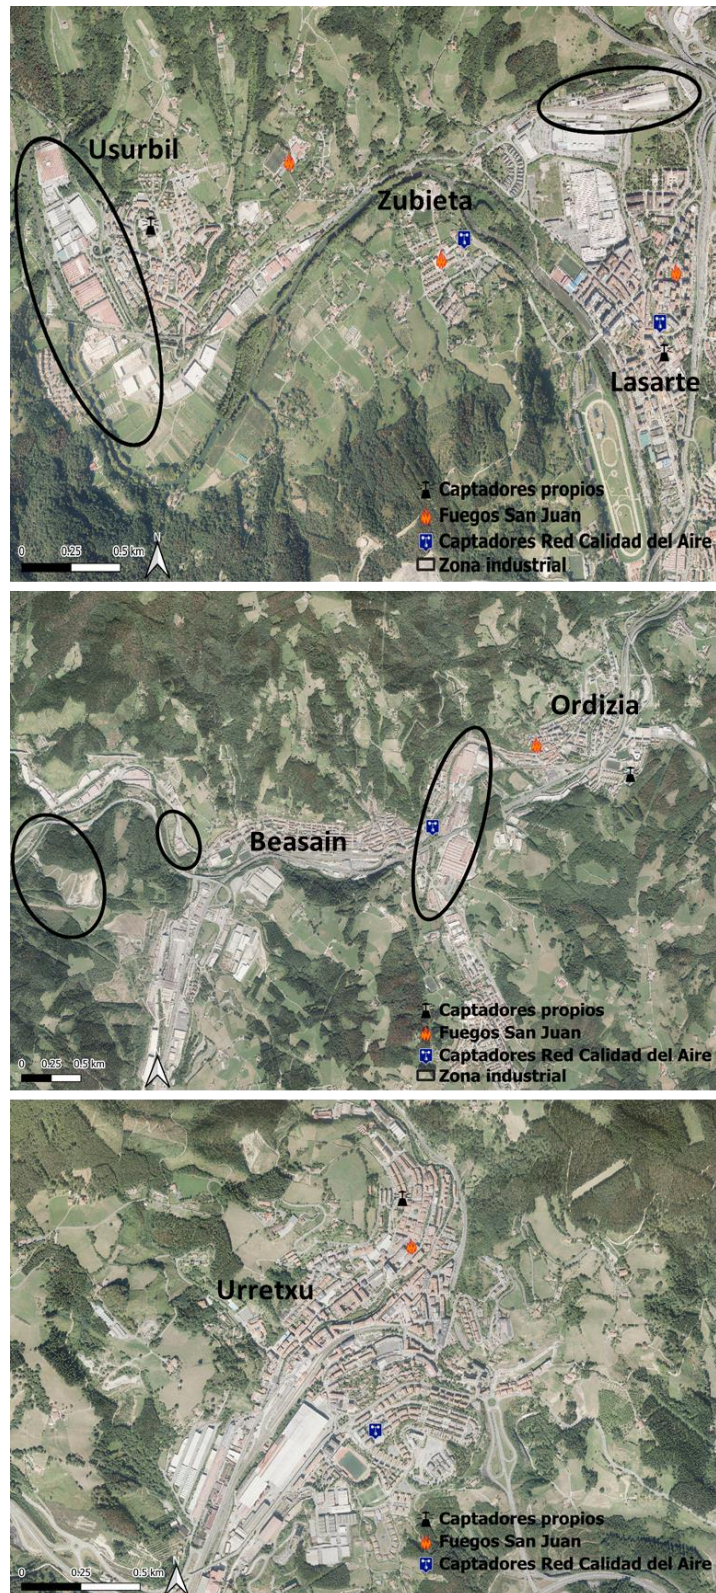 Usurbil
Zubieta
Lasarte
Captadores propios
Fuegos San Juan
Captadores Red Calidad del Aire
Zona industrial
0 0.25 0.5 km
N
Ordizia
Beasain
Captadores propios
Fuegos San Juan
Captadores Red Calidad del Aire
Zona industrial
0 0.25 0.5 km
Urretxu
Captadores propios
Fuegos San Juan
Captadores Red Calidad del Aire
0 0.25 0.5 km